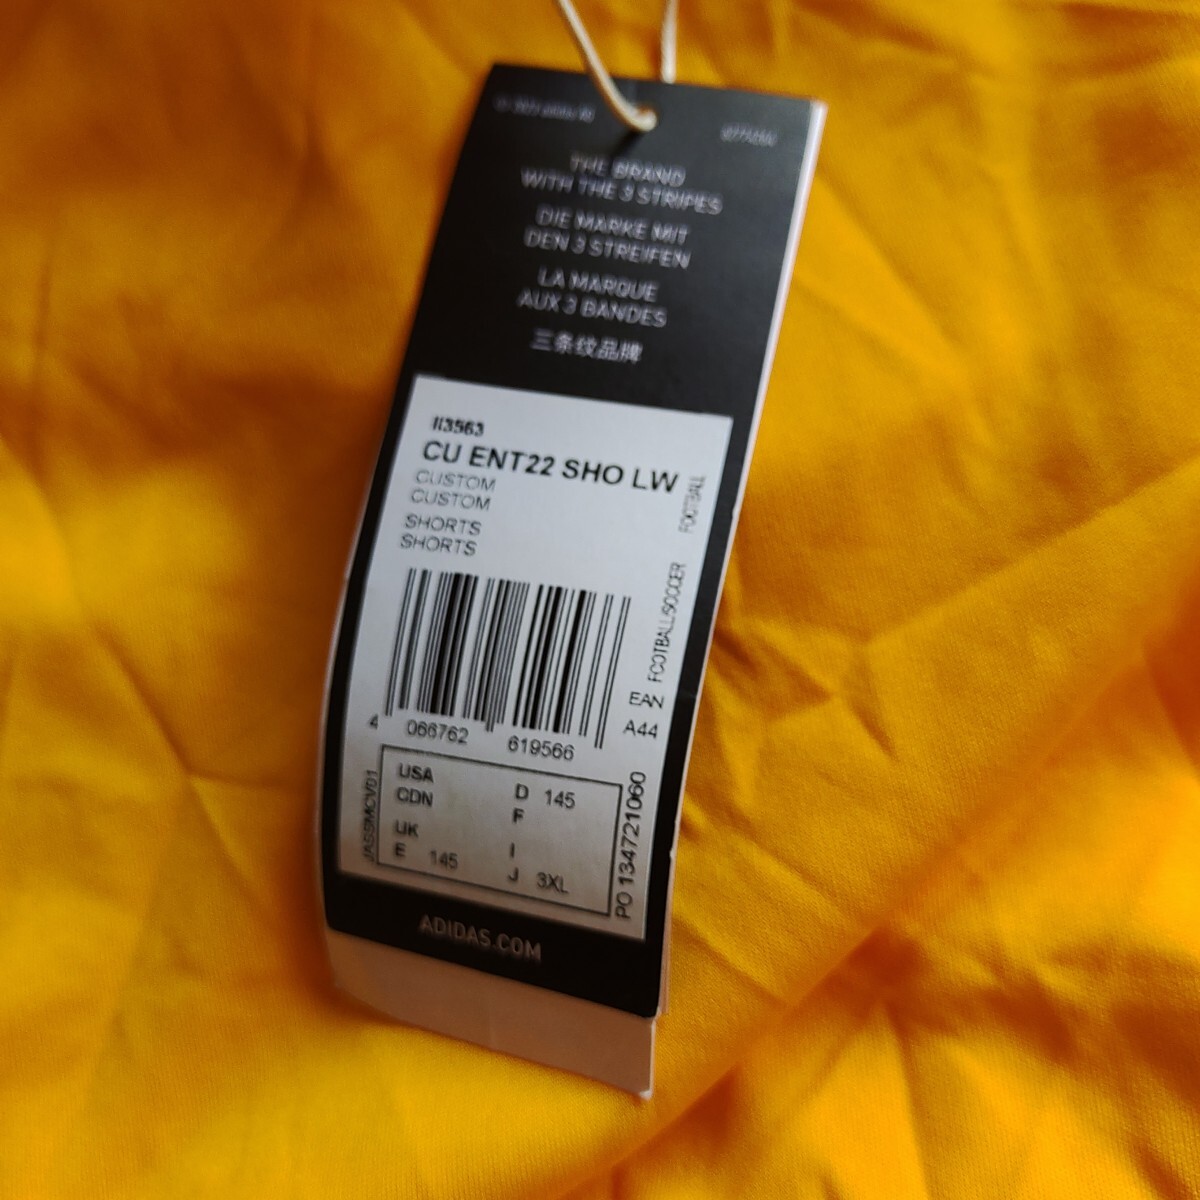 THE BRAND
WITH THE 3 STRIPES
DIE MARKE MIT
DEN 3 STREIFEN
LA MARQUE
AUX 3 BANDES
三条纹品牌
II3563
CU ENT22 SHO LW
CUSTOM
CUSTOM
SHORTS
SHORTS
FOOTBALL
FOOTBALL/SOCCER
EAN
A44
4 066762 619566
USA
CDN
UK
E 145
D 145
F
I
J 3XL
JASSMCV01
PO 134721060
ADIDAS.COM